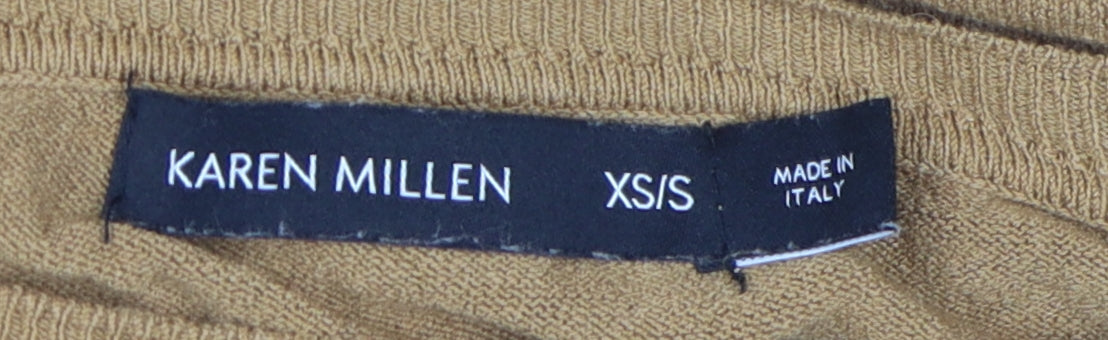 KAREN MILLEN XS/S
MADE IN
ITALY